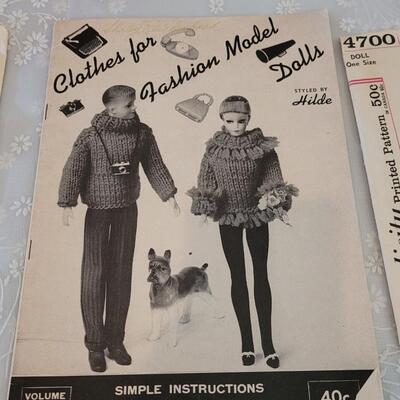 Clothes for
Fashion Model
Dolls
STYLED BY
Hilde
SIMPLE INSTRUCTIONS
VOLUME
40c
4700
DOLL
One Size
50c
Printed Pattern